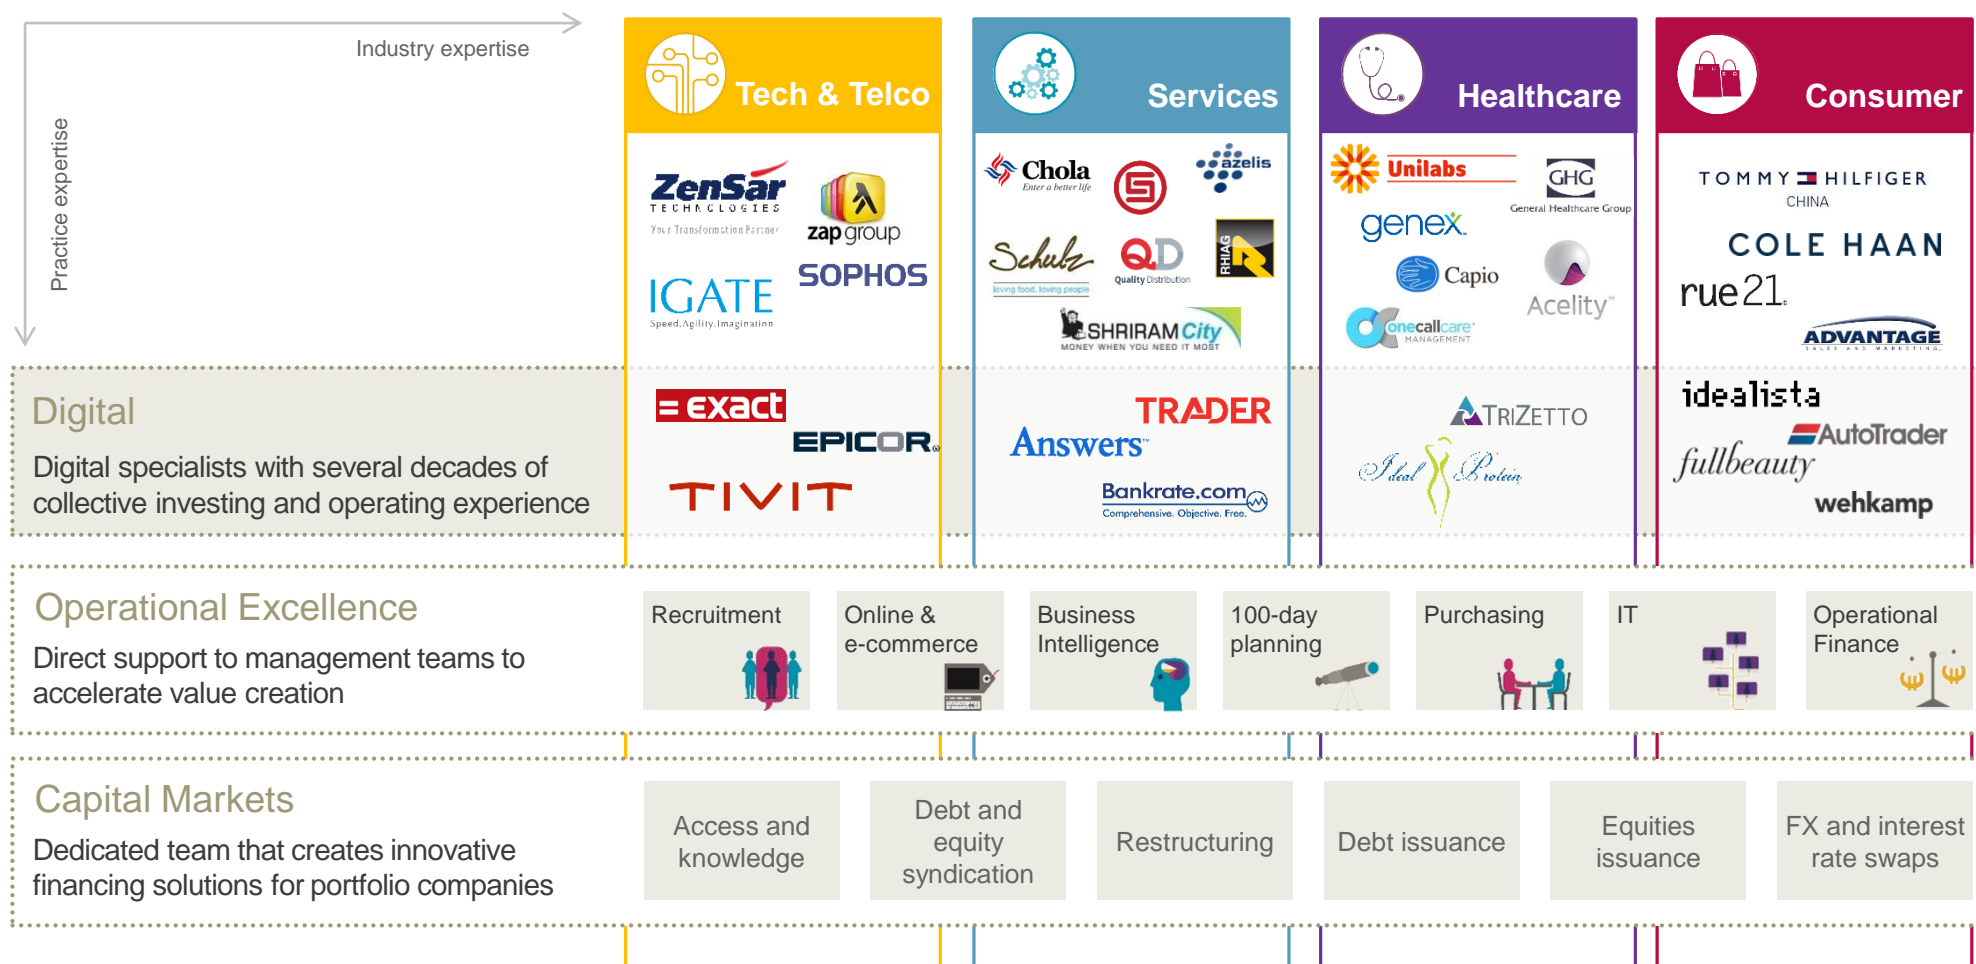 Industry expertise
Practice expertise
Tech & Telco
Services
Healthcare
Consumer
ZenSar
TECHNOLOGIES
Your Transformation Partner
zap group
IGATE
Speed.Agility.Imagination
SOPHOS
Chola
Enter a better life
azelis
Schulz
loving food, loving people
QD
Quality Distribution
RHIAG
SHRIRAM City
MONEY WHEN YOU NEED IT MOST
Unilabs
GHG
General Healthcare Group
genex
Capio
Acelity™
onecallcare
MANAGEMENT
TOMMY HILFIGER
CHINA
COLE HAAN
rue21
ADVANTAGE
SALES AND MARKETING
Digital
Digital specialists with several decades of
collective investing and operating experience
= exact
EPICOR
TIVIT
TRADER
Answers™
Bankrate.com
Comprehensive. Objective. Free.
TRIZETTO
Ideal Protein
idealista
AutoTrader
fullbeauty
wehkamp
Operational Excellence
Direct support to management teams to
accelerate value creation
Recruitment
Online &
e-commerce
Business
Intelligence
100-day
planning
Purchasing
IT
Operational
Finance
Capital Markets
Dedicated team that creates innovative
financing solutions for portfolio companies
Access and
knowledge
Debt and
equity
syndication
Restructuring
Debt issuance
Equities
issuance
FX and interest
rate swaps